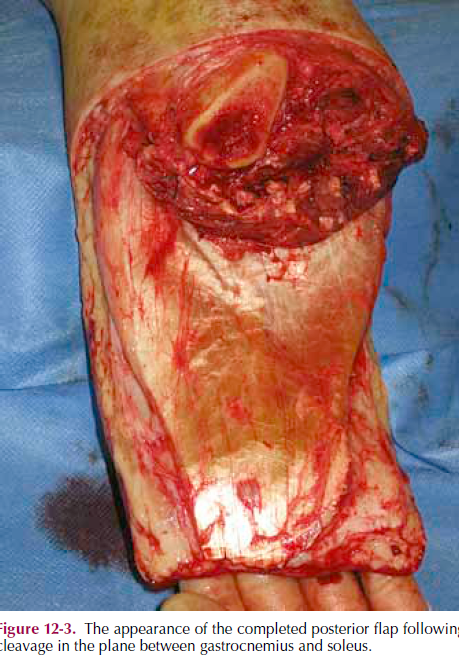 Figure 12-3. The appearance of the completed posterior flap following
cleavage in the plane between gastrocnemius and soleus.